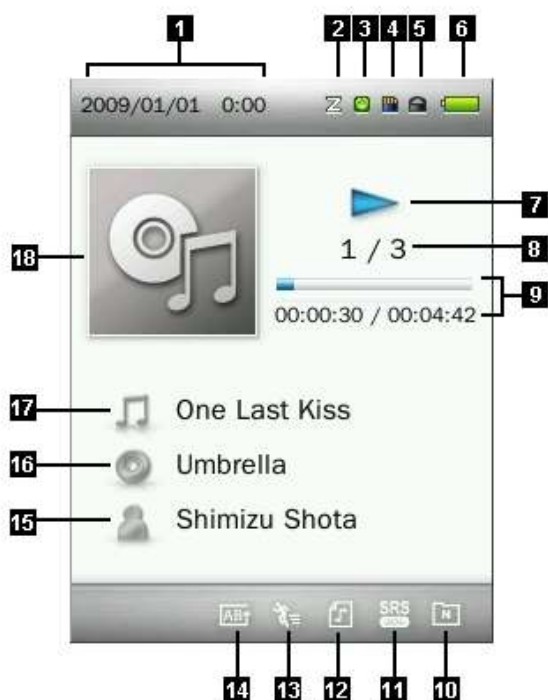 1 2 3 4 5 6
2009/01/01 0:00 Z
7
1 / 3 8
18
9
00:00:30 / 00:04:42
17 One Last Kiss
16 Umbrella
15 Shimizu Shota
AB SRS N
14 13 12 11 10